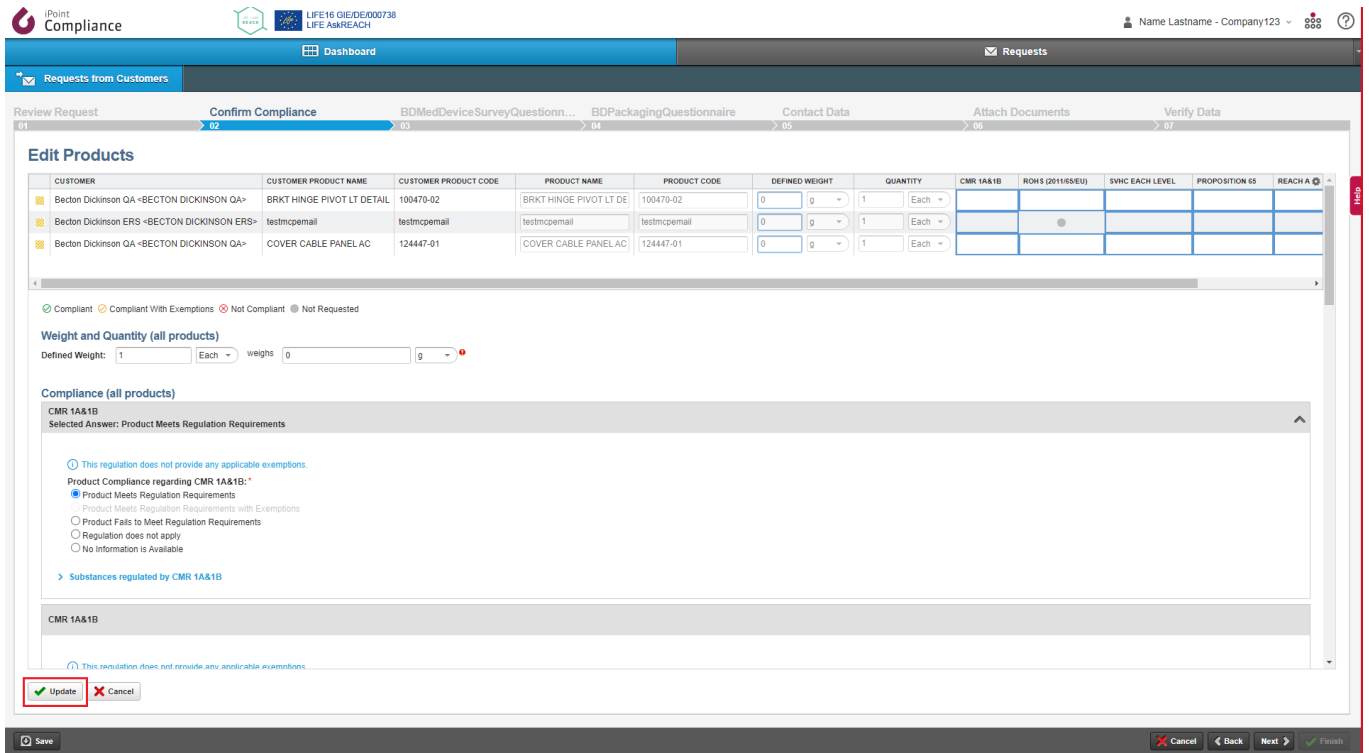 iPoint
Compliance
LIFE16 GIE/DE/000738
LIFE AskREACH
Name Lastname - Company123
Dashboard
Requests
Requests from Customers
Review Request
Confirm Compliance
BDMedDeviceSurveyQuestionn...
BDPackagingQuestionnaire
Contact Data
Attach Documents
Verify Data
01 02 03 04 05 06 07
Edit Products
CUSTOMER CUSTOMER PRODUCT NAME CUSTOMER PRODUCT CODE PRODUCT NAME PRODUCT CODE DEFINED WEIGHT QUANTITY CMR 1A&1B ROHS (2011/65/EU) SVHC EACH LEVEL PROPOSITION 65 REACH A
Becton Dickinson QA <BECTON DICKINSON QA> BRKT HINGE PIVOT LT DETAIL 100470-02 BRKT HINGE PIVOT LT DE 100470-02 0 g 1 Each
Becton Dickinson ERS <BECTON DICKINSON ERS> testmcpemail testmcpemail testmcpemail testmcpemail 0 g 1 Each
Becton Dickinson QA <BECTON DICKINSON QA> COVER CABLE PANEL AC 124447-01 COVER CABLE PANEL AC 124447-01 0 g 1 Each
Help
Compliant Compliant With Exemptions Not Compliant Not Requested
Weight and Quantity (all products)
Defined Weight: 1 Each weighs 0 g
Compliance (all products)
CMR 1A&1B
Selected Answer: Product Meets Regulation Requirements
This regulation does not provide any applicable exemptions.
Product Compliance regarding CMR 1A&1B:*
Product Meets Regulation Requirements
Product Meets Regulation Requirements with Exemptions
Product Fails to Meet Regulation Requirements
Regulation does not apply
No Information is Available
Substances regulated by CMR 1A&1B
CMR 1A&1B
This regulation does not provide any applicable exemptions.
Update Cancel
Save
Cancel Back Next Finish